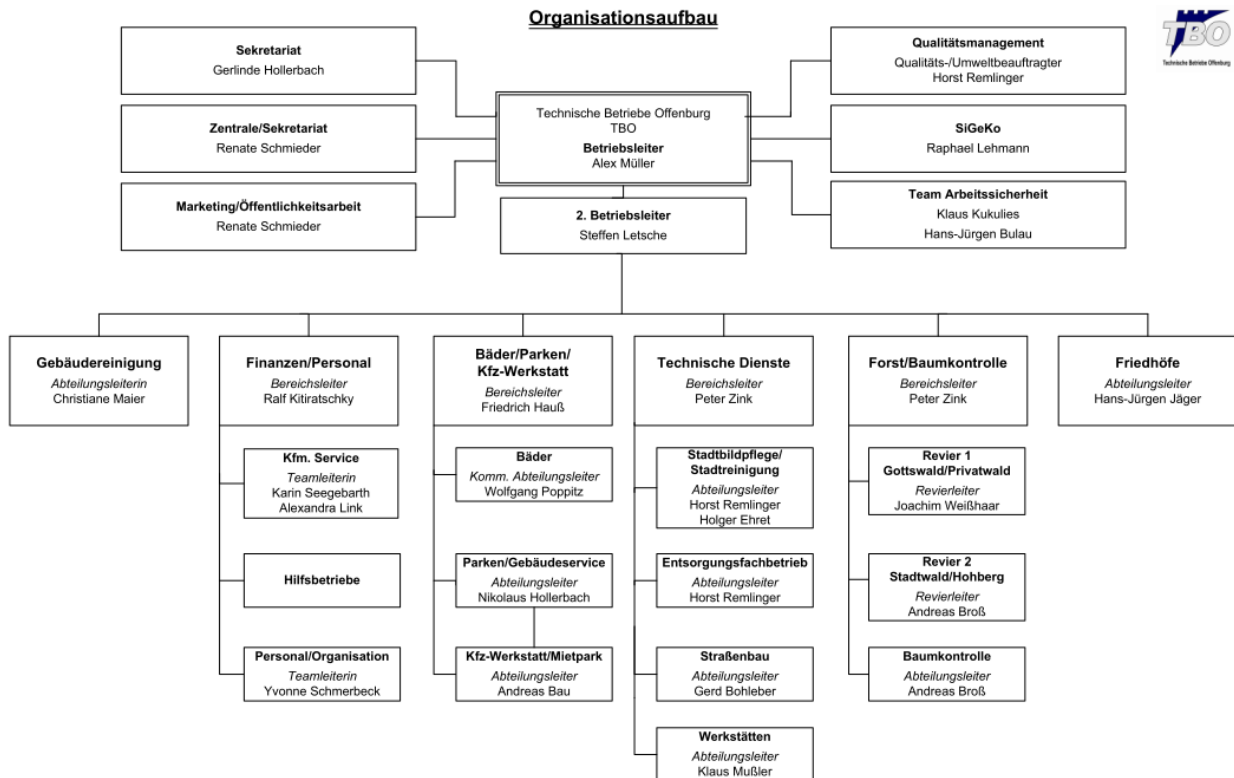 Organisationsaufbau
TBO
Technische Betriebe Offenburg
Sekretariat
Gerlinde Hollerbach
Zentrale/Sekretariat
Renate Schmieder
Marketing/Öffentlichkeitsarbeit
Renate Schmieder
Technische Betriebe Offenburg
TBO
Betriebsleiter
Alex Müller
2. Betriebsleiter
Steffen Letsche
Qualitätsmanagement
Qualitäts-/Umweltbeauftragter
Horst Remlinger
SiGeKo
Raphael Lehmann
Team Arbeitssicherheit
Klaus Kukulies
Hans-Jürgen Bulau
Gebäudereinigung
Abteilungsleiterin
Christiane Maier
Finanzen/Personal
Bereichsleiter
Ralf Kitiratschky
Kfm. Service
Teamleiterin
Karin Seegebarth
Alexandra Link
Hilfsbetriebe
Personal/Organisation
Teamleiterin
Yvonne Schmerbeck
Bäder/Parken/
Kfz-Werkstatt
Bereichsleiter
Friedrich Hauß
Bäder
Komm. Abteilungsleiter
Wolfgang Poppitz
Parken/Gebäudeservice
Abteilungsleiter
Nikolaus Hollerbach
Kfz-Werkstatt/Mietpark
Abteilungsleiter
Andreas Bau
Technische Dienste
Bereichsleiter
Peter Zink
Stadtbildpflege/
Stadtreinigung
Abteilungsleiter
Horst Remlinger
Holger Ehret
Entsorgungsfachbetrieb
Abteilungsleiter
Horst Remlinger
Straßenbau
Abteilungsleiter
Gerd Bohleber
Werkstätten
Abteilungsleiter
Klaus Mußler
Forst/Baumkontrolle
Bereichsleiter
Peter Zink
Revier 1
Gottswald/Privatwald
Revierleiter
Joachim Weißhaar
Revier 2
Stadtwald/Hohberg
Revierleiter
Andreas Broß
Baumkontrolle
Abteilungsleiter
Andreas Broß
Friedhöfe
Abteilungsleiter
Hans-Jürgen Jäger